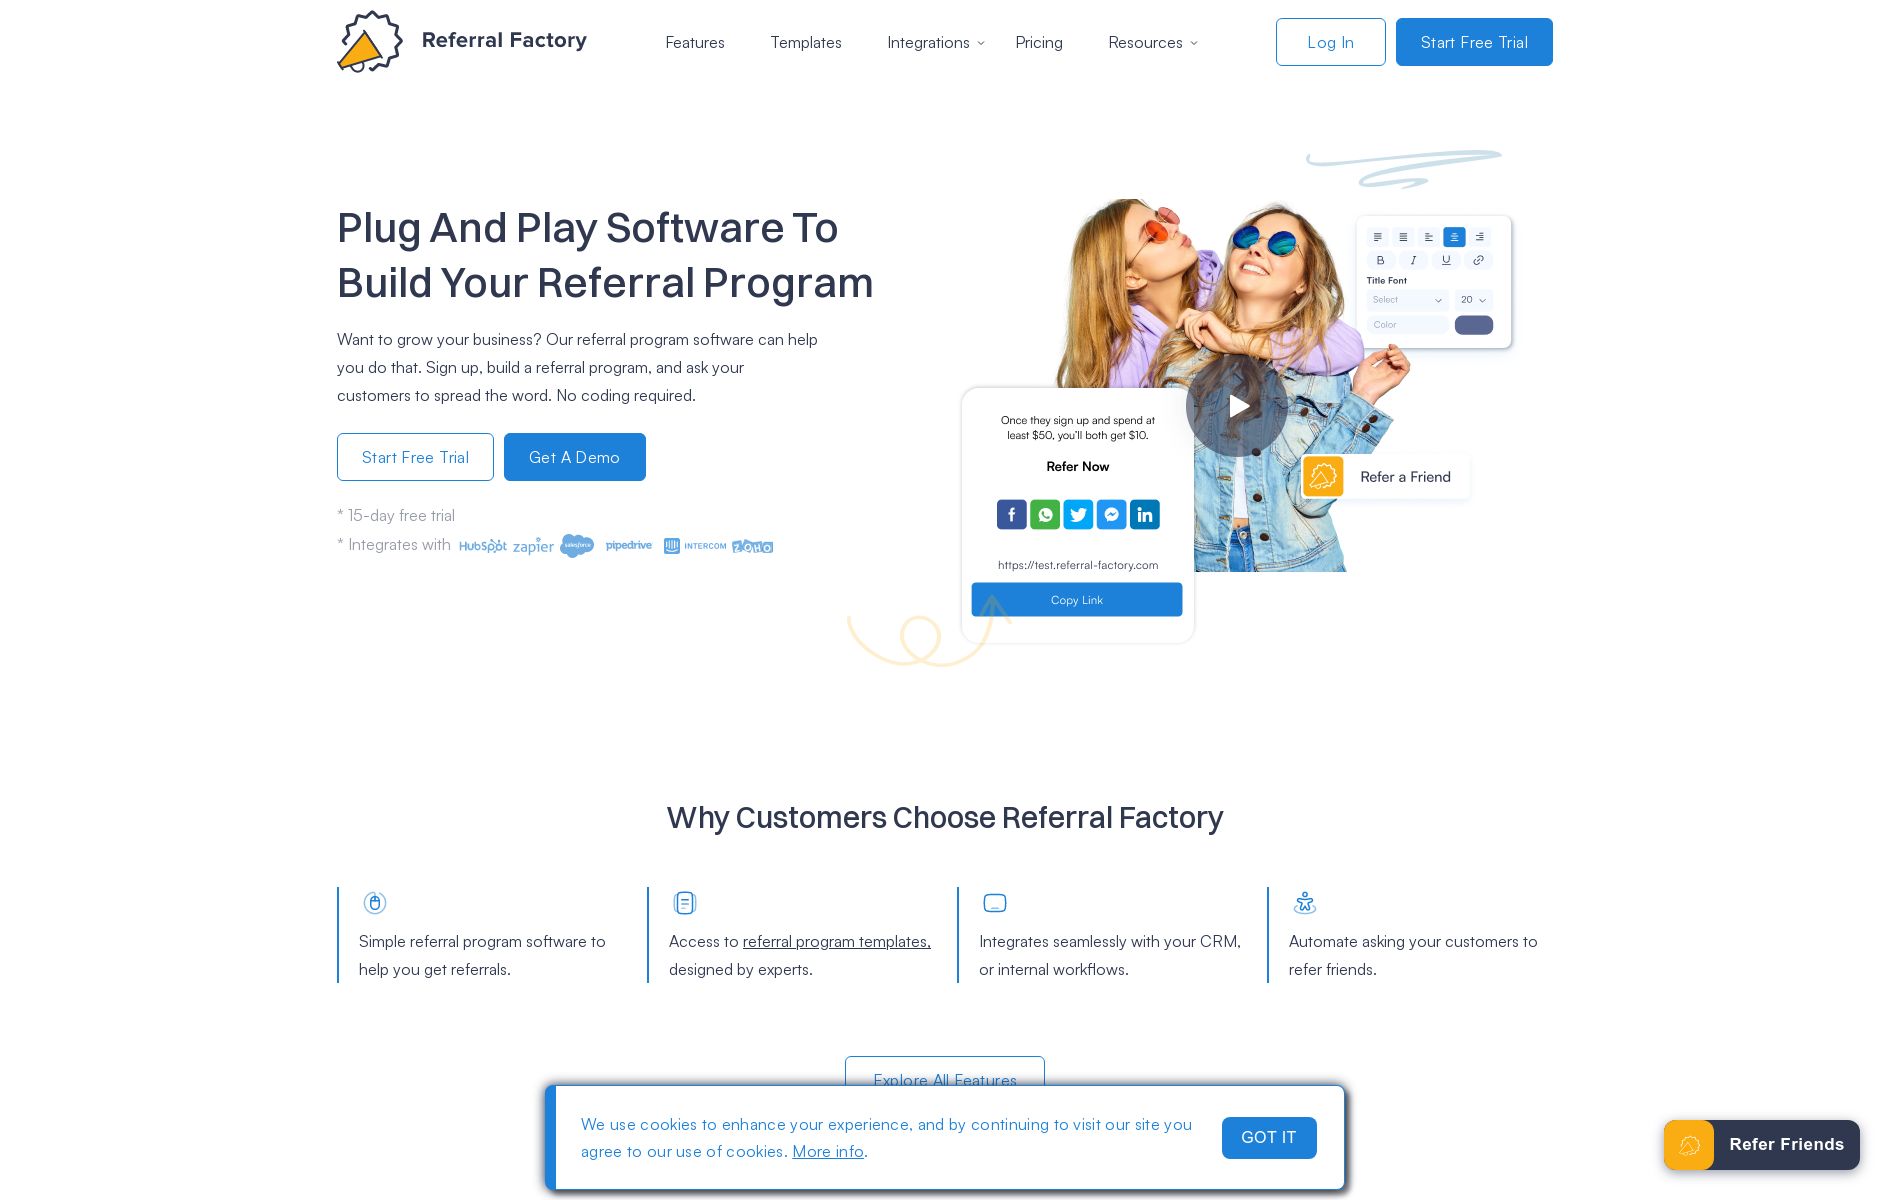 Referral Factory
Features
Templates
Integrations
Pricing
Resources
Log In
Start Free Trial
Plug And Play Software To
Build Your Referral Program
Want to grow your business? Our referral program software can help
you do that. Sign up, build a referral program, and ask your
customers to spread the word. No coding required.
Start Free Trial
Get A Demo
* 15-day free trial
* Integrates with HubSpot zapier salesforce pipedrive INTERCOM ZOHO
B I U
Title Font
Select
20
Color
Once they sign up and spend at
least $50, you'll both get $10.
Refer Now
https://test.referral-factory.com
Copy Link
Refer a Friend
Why Customers Choose Referral Factory
Simple referral program software to
help you get referrals.
Access to referral program templates,
designed by experts.
Integrates seamlessly with your CRM,
or internal workflows.
Automate asking your customers to
refer friends.
Explore All Features
We use cookies to enhance your experience, and by continuing to visit our site you
agree to our use of cookies. More info.
GOT IT
Refer Friends